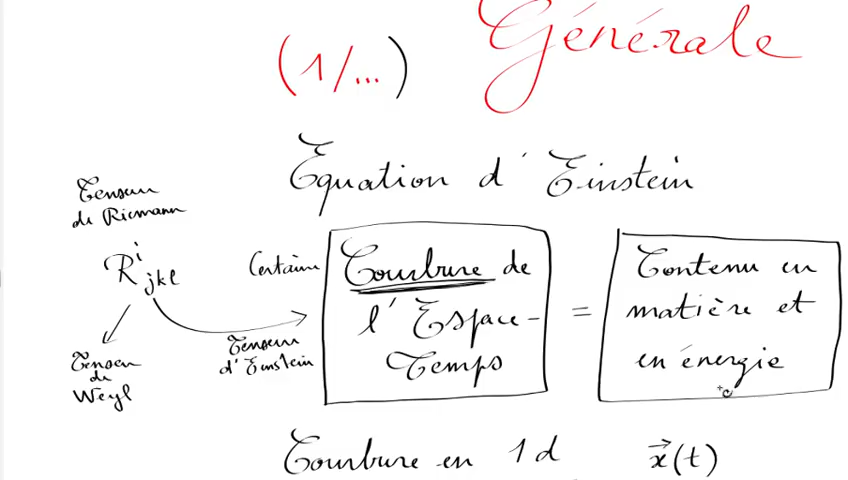 Générale
(1/...)
Equation d'Einstein
Tenseur
de Riemann
R^i_jkl
Certaine
Courbure de
l'Espace-
Temps
=
Contenu en
matière et
en énergie
Tenseur
d'Einstein
Tenseur
de
Weyl
Courbure en 1d x⃗(t)